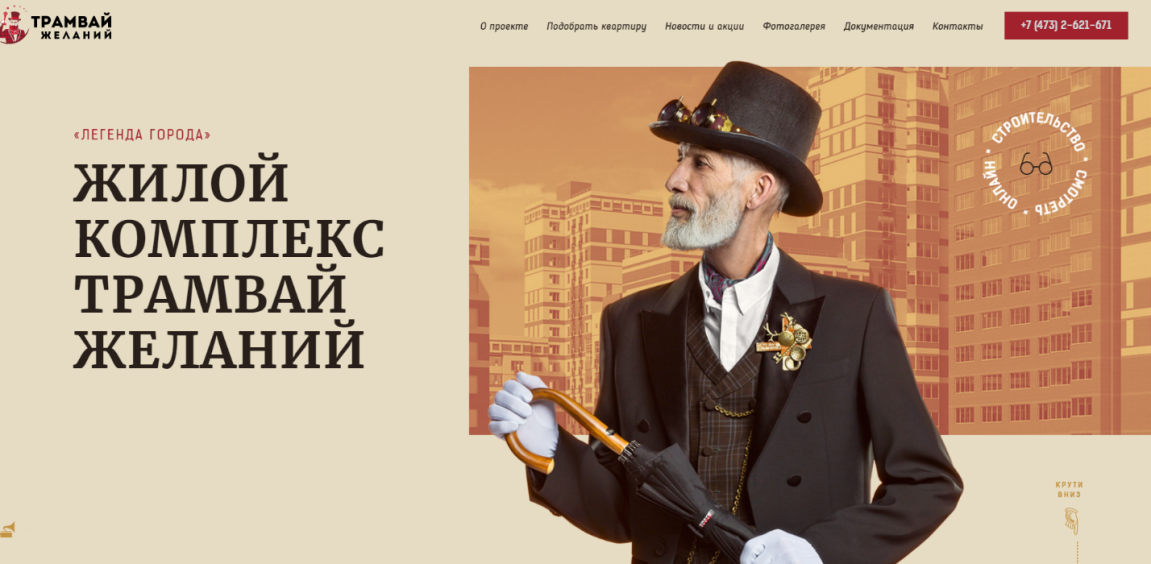 ТРАМВАЙ
ЖЕЛАНИЙ
О проекте Подобрать квартиру Новости и акции Фотогалерея Документация Контакты +7 (473) 2-621-671
«ЛЕГЕНДА ГОРОДА»
ЖИЛОЙ
КОМПЛЕКС
ТРАМВАЙ
ЖЕЛАНИЙ
• СТРОИТЕЛЬСТВО • СМОТРЕТЬ • ОНЛАЙН
КРУТИ
ВНИЗ